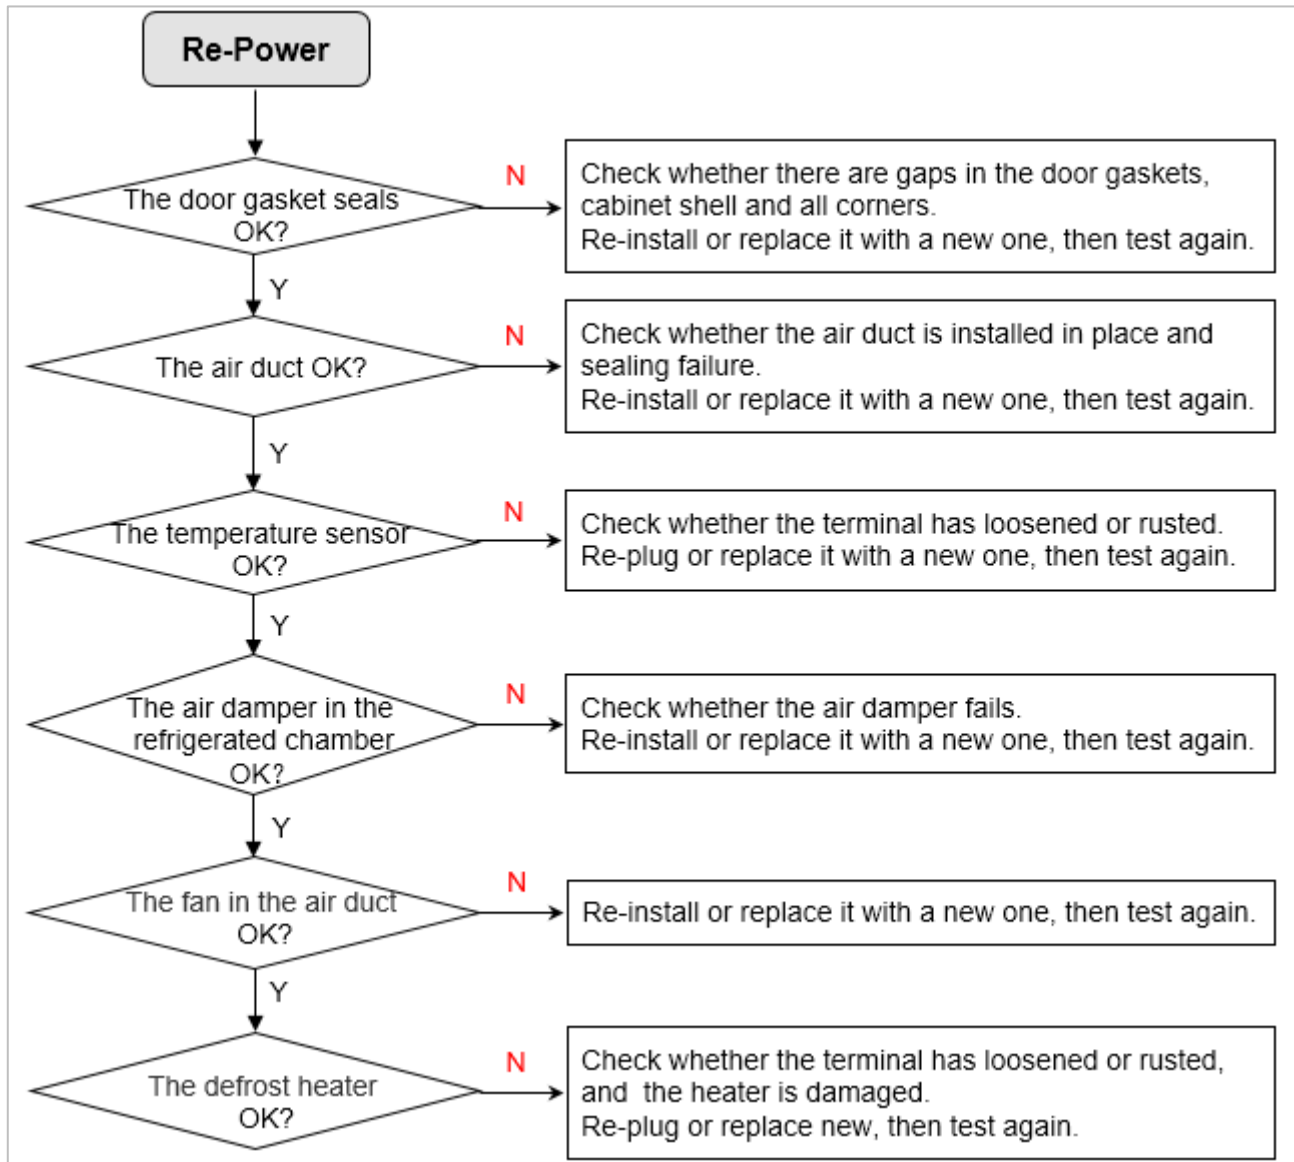 Re-Power
The door gasket seals
OK?
N
Check whether there are gaps in the door gaskets,
cabinet shell and all corners.
Re-install or replace it with a new one, then test again.
Y
The air duct OK?
N
Check whether the air duct is installed in place and
sealing failure.
Re-install or replace it with a new one, then test again.
Y
The temperature sensor
OK?
N
Check whether the terminal has loosened or rusted.
Re-plug or replace it with a new one, then test again.
Y
The air damper in the
refrigerated chamber
OK?
N
Check whether the air damper fails.
Re-install or replace it with a new one, then test again.
Y
The fan in the air duct
OK?
N
Re-install or replace it with a new one, then test again.
Y
The defrost heater
OK?
N
Check whether the terminal has loosened or rusted,
and  the heater is damaged.
Re-plug or replace new, then test again.